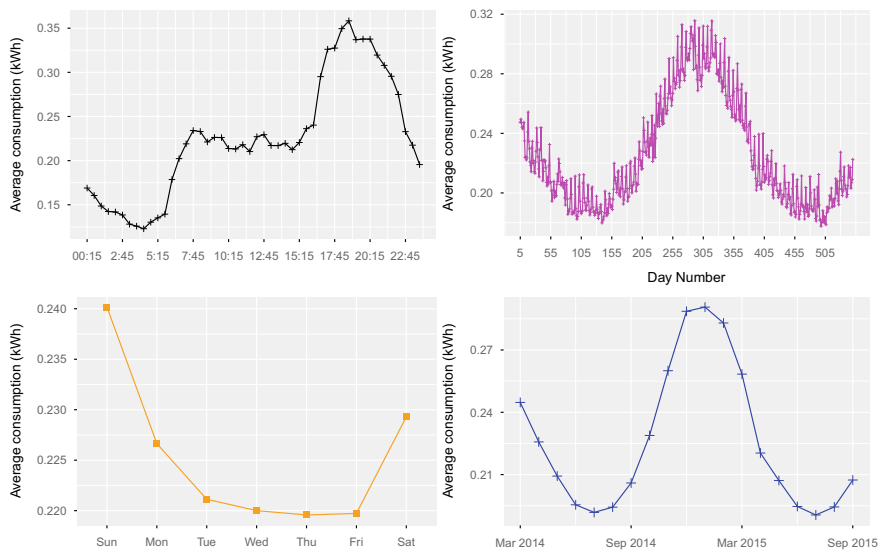 Average consumption (kWh)
0.35
0.35
0.25
0.20
0.15
00:15 2:45 5:15 7:45 10:15 12:45 15:15 17:45 20:15 22:45
Average consumption (kWh)
0.32
0.28
0.24
0.20
5 55 105 155 205 255 305 355 405 455 505
Day Number
Average consumption (kWh)
0.240
0.235
0.230
0.225
0.220
Sun Mon Tue Wed Thu Fri Sat
Average consumption (kWh)
0.27
0.24
0.21
Mar 2014 Sep 2014 Mar 2015 Sep 2015